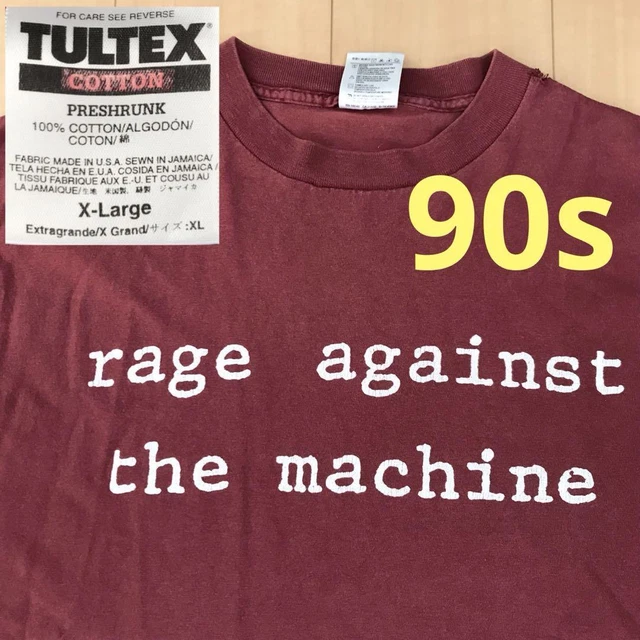 FOR CARE SEE REVERSE
TULTEX
COTTON
PRESHRUNK
100% COTTON/ALGODÓN/
COTON/綿
FABRIC MADE IN U.S.A. SEWN IN JAMAICA/
TELA HECHA EN E.U.A. COSIDA EN JAMAICA /
TISSU FABRIQUE AUX E.-U. ET COUSU AU
LA JAMAIQUE/生地 米国製, 縫製 ジャマイカ
X-Large
Extragrande/X Grand/サイズ:XL
90s
rage against
the machine